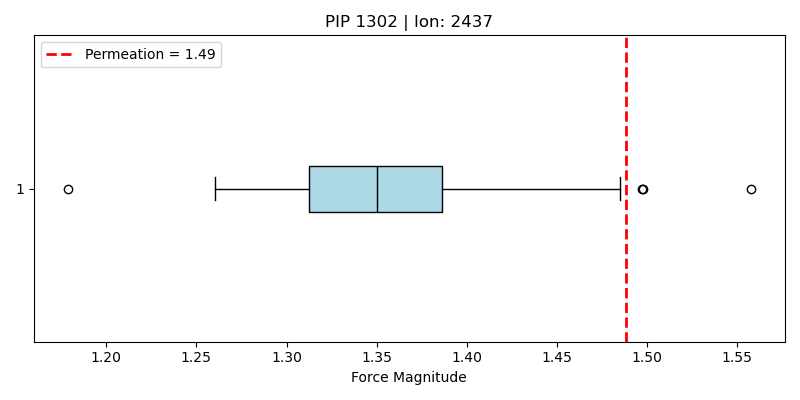 PIP 1302 | Ion: 2437
Permeation = 1.49
1
1.20 1.25 1.30 1.35 1.40 1.45 1.50 1.55
Force Magnitude